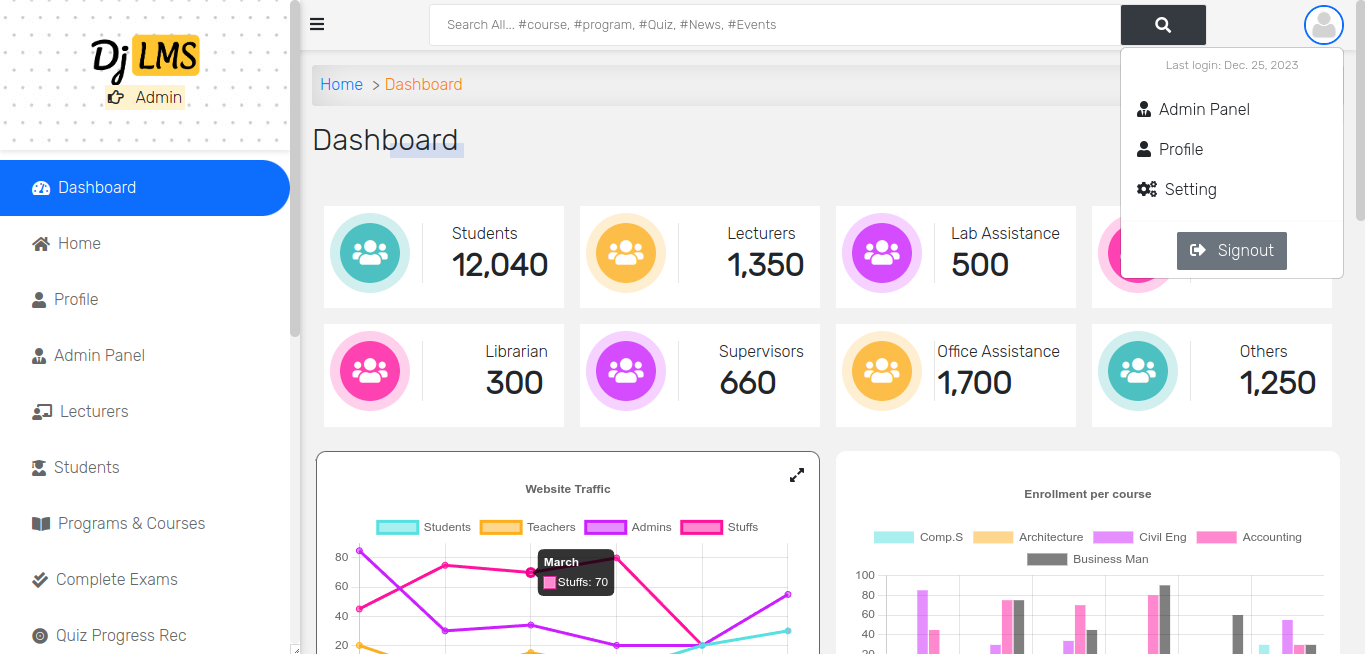 Dj LMS
Admin
Dashboard
Home
Profile
Admin Panel
Lecturers
Students
Programs & Courses
Complete Exams
Quiz Progress Rec
Search All... #course, #program, #Quiz, #News, #Events
Last login: Dec. 25, 2023
Admin Panel
Profile
Setting
Signout
Home > Dashboard
Dashboard
Students
12,040
Lecturers
1,350
Lab Assistance
500
Librarian
300
Supervisors
660
Office Assistance
1,700
Others
1,250
Website Traffic
Students Teachers Admins Stuffs
80
60
40
20
March
Stuffs: 70
Enrollment per course
Comp.S Architecture Civil Eng Accounting
Business Man
100
80
60
40
20